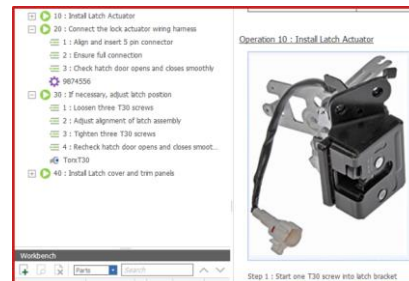 10 : Install Latch Actuator
20 : Connect the lock actuator wiring harness
1 : Align and insert 5 pin connector
2 : Ensure full connection
3 : Check hatch door opens and closes smoothly
9874556
30 : If necessary, adjust latch position
1 : Loosen three T30 screws
2 : Adjust alignment of latch assembly
3 : Tighten three T30 screws
4 : Recheck hatch door opens and closes smoot...
TorxT30
40 : Install Latch cover and trim panels
Workbench
Parts
Search
Operation 10 : Install Latch Actuator
Step 1 : Start one T30 screw into latch bracket